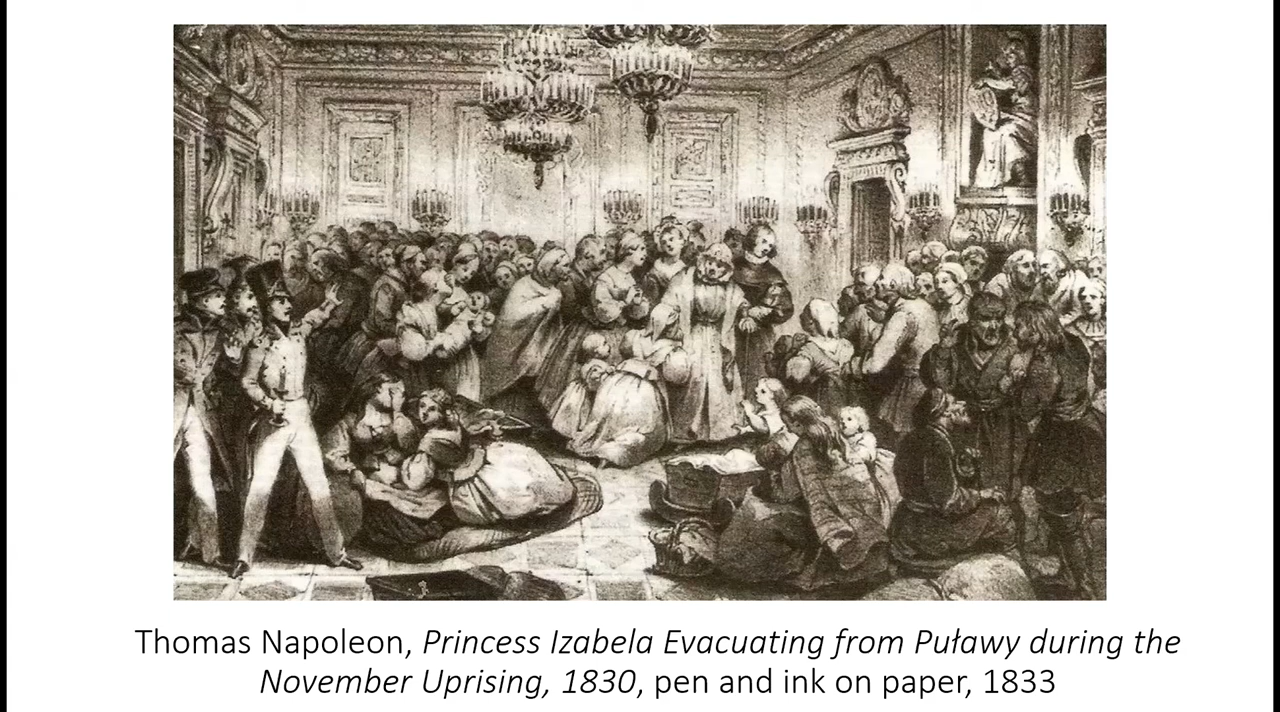 Thomas Napoleon, Princess Izabela Evacuating from Puławy during the
November Uprising, 1830, pen and ink on paper, 1833